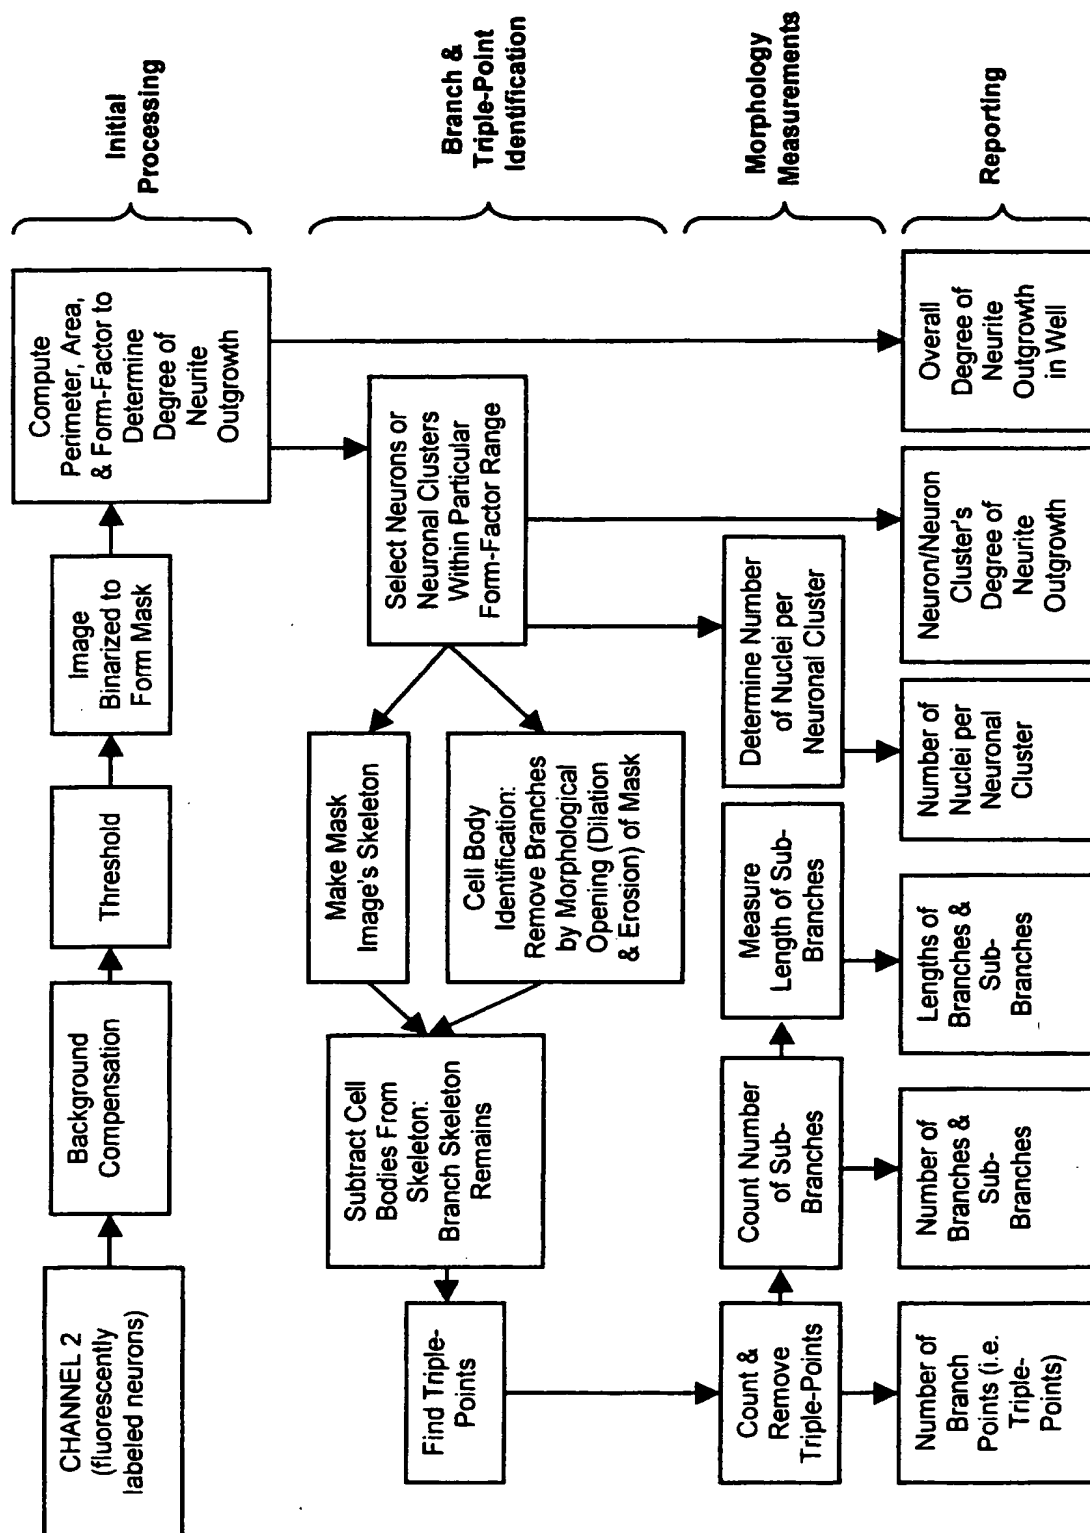 CHANNEL 2
(fluorescently
labeled neurons)
Background
Compensation
Threshold
Image
Binarized to
Form Mask
Compute
Perimeter, Area,
& Form-Factor to
Determine
Degree of
Neurite
Outgrowth
Initial
Processing
Find Triple-
Points
Subtract Cell
Bodies From
Skeleton:
Branch Skeleton
Remains
Make Mask
Image's Skeleton
Cell Body
Identification:
Remove Branches
by Morphological
Opening (Dilation
& Erosion) of Mask
Select Neurons or
Neuronal Clusters
Within Particular
Form-Factor Range
Branch &
Triple-Point
Identification
Count &
Remove
Triple-Points
Count Number
of Sub-
Branches
Measure
Length of Sub-
Branches
Determine Number
of Nuclei per
Neuronal Cluster
Morphology
Measurements
Number of
Branch
Points (i.e.
Triple-
Points)
Number of
Branches &
Sub-
Branches
Lengths of
Branches &
Sub-
Branches
Number of
Nuclei per
Neuronal
Cluster
Neuron/Neuron
Cluster's
Degree of
Neurite
Outgrowth
Overall
Degree of
Neurite
Outgrowth
in Well
Reporting